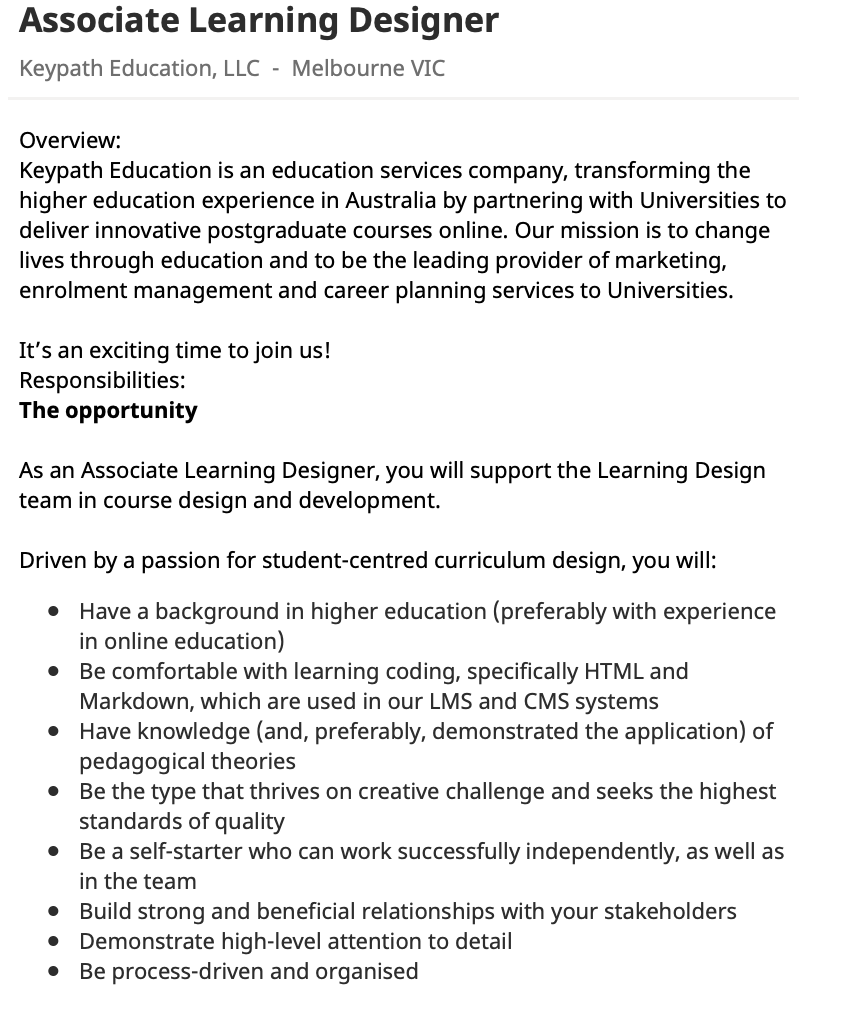 Associate Learning Designer
Keypath Education, LLC - Melbourne VIC
Overview:
Keypath Education is an education services company, transforming the
higher education experience in Australia by partnering with Universities to
deliver innovative postgraduate courses online. Our mission is to change
lives through education and to be the leading provider of marketing,
enrolment management and career planning services to Universities.
It’s an exciting time to join us!
Responsibilities:
The opportunity
As an Associate Learning Designer, you will support the Learning Design
team in course design and development.
Driven by a passion for student-centred curriculum design, you will:
• Have a background in higher education (preferably with experience
in online education)
• Be comfortable with learning coding, specifically HTML and
Markdown, which are used in our LMS and CMS systems
• Have knowledge (and, preferably, demonstrated the application) of
pedagogical theories
• Be the type that thrives on creative challenge and seeks the highest
standards of quality
• Be a self-starter who can work successfully independently, as well as
in the team
• Build strong and beneficial relationships with your stakeholders
• Demonstrate high-level attention to detail
• Be process-driven and organised